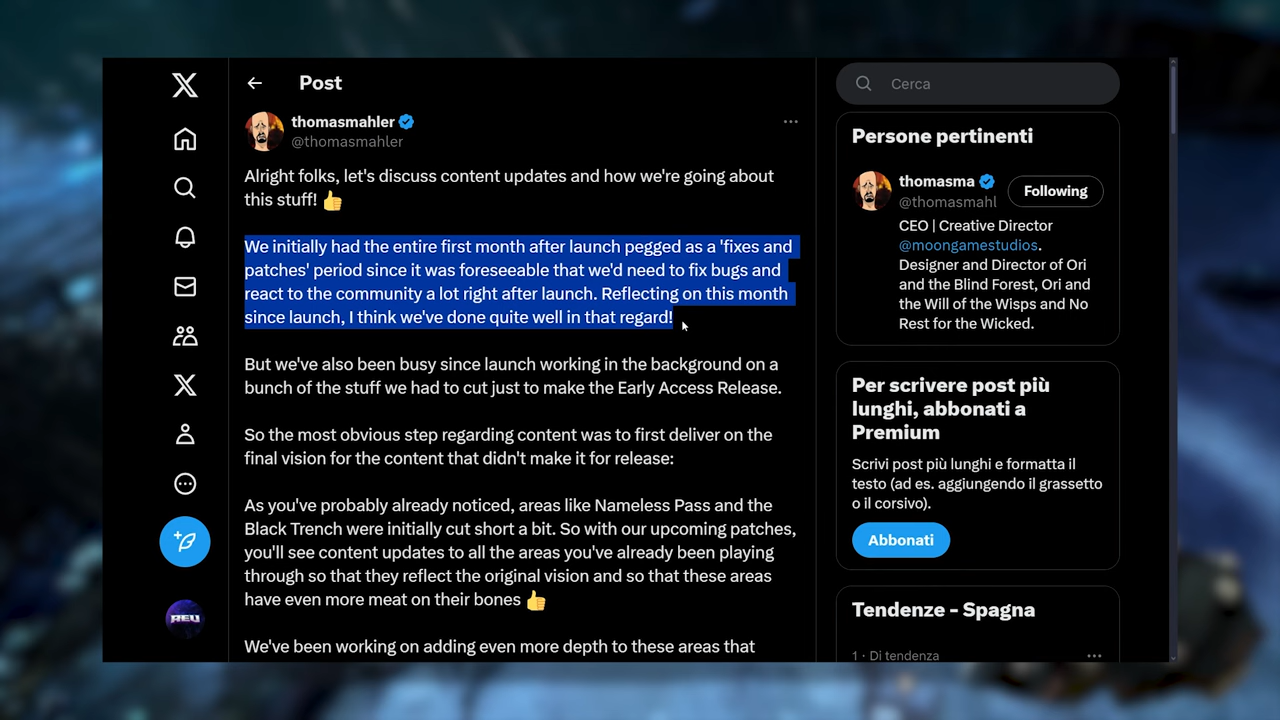 Post
thomasmahler
@thomasmahler
Alright folks, let's discuss content updates and how we're going about
this stuff! 👍
We initially had the entire first month after launch pegged as a 'fixes and
patches' period since it was foreseeable that we'd need to fix bugs and
react to the community a lot right after launch. Reflecting on this month
since launch, I think we've done quite well in that regard!
But we've also been busy since launch working in the background on a
bunch of the stuff we had to cut just to make the Early Access Release.
So the most obvious step regarding content was to first deliver on the
final vision for the content that didn't make it for release:
As you've probably already noticed, areas like Nameless Pass and the
Black Trench were initially cut short a bit. So with our upcoming patches,
you'll see content updates to all the areas you've already been playing
through so that they reflect the original vision and so that these areas
have even more meat on their bones 👍
We've been working on adding even more depth to these areas that
Cerca
Persone pertinenti
thomasma
@thomasmahl
Following
CEO | Creative Director
@moongamestudios.
Designer and Director of Ori
and the Blind Forest, Ori and
the Will of the Wisps and No
Rest for the Wicked.
Per scrivere post più
lunghi, abbonati a
Premium
Scrivi post più lunghi e formatta il
testo (ad es. aggiungendo il grassetto
o il corsivo).
Abbonati
Tendenze - Spagna
1 · Di tendenza
REU